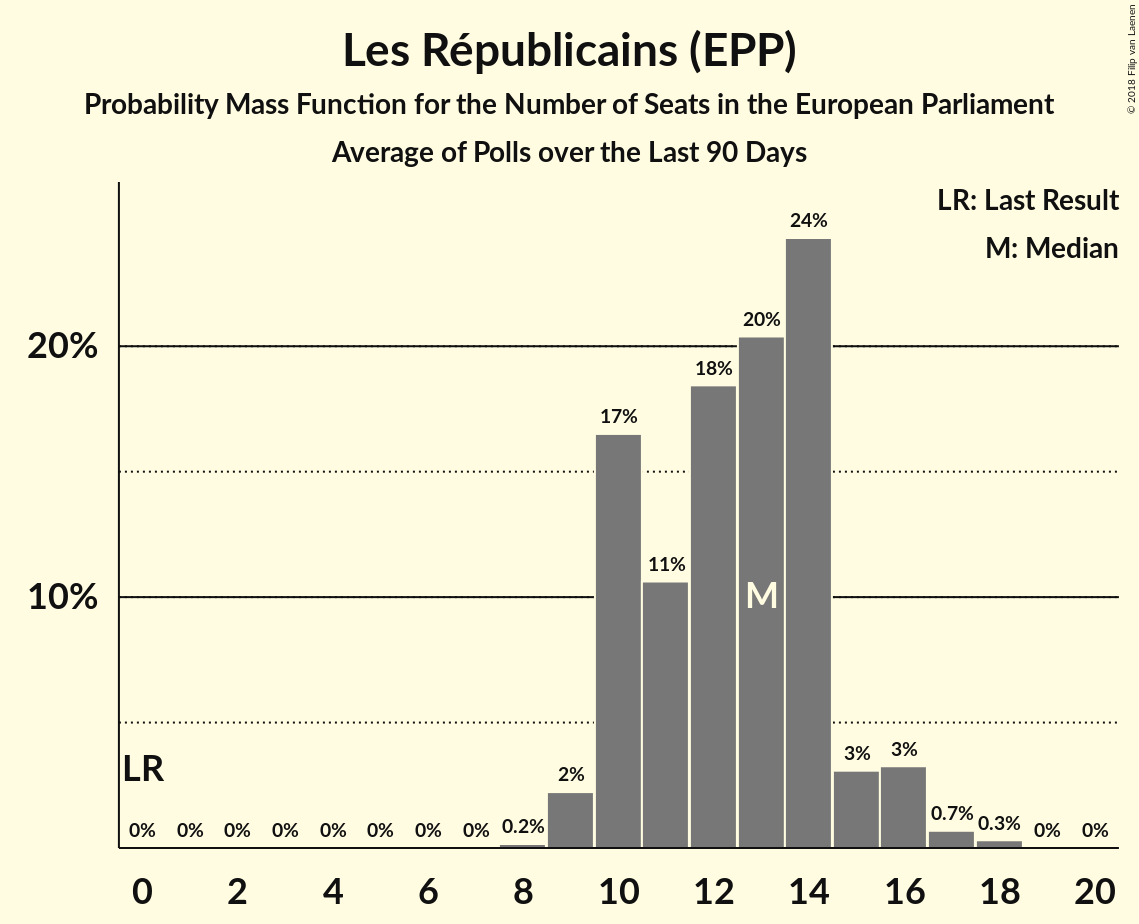 Les Républicains (EPP)
Probability Mass Function for the Number of Seats in the European Parliament
Average of Polls over the Last 90 Days
© 2018 Filip van Laenen
LR: Last Result
M: Median
20%
10%
LR
M
0% 0% 0% 0% 0% 0% 0% 0% 0.2% 2% 17% 11% 18% 20% 24% 3% 3% 0.7% 0.3% 0% 0%
0 2 4 6 8 10 12 14 16 18 20